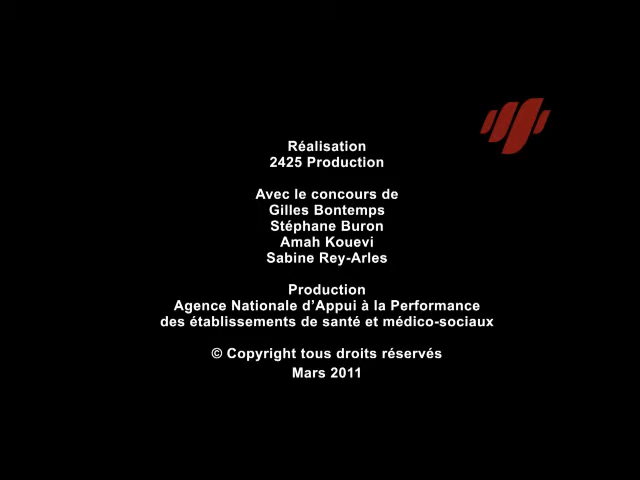 Réalisation
2425 Production
Avec le concours de
Gilles Bontemps
Stéphane Buron
Amah Kouevi
Sabine Rey-Arles
Production
Agence Nationale d’Appui à la Performance
des établissements de santé et médico-sociaux
© Copyright tous droits réservés
Mars 2011